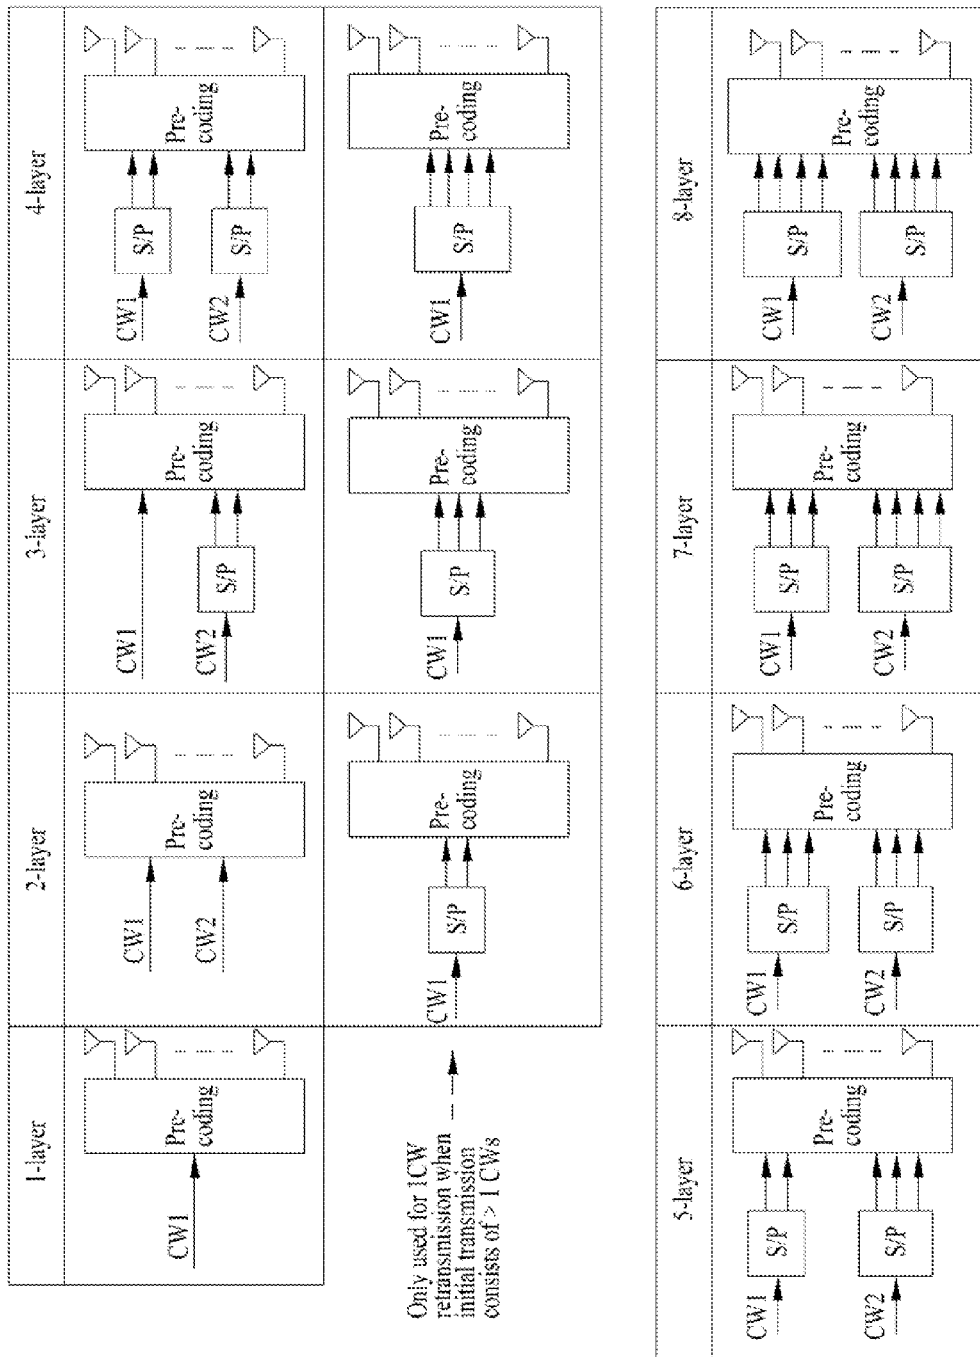 1-layer
CW1
Pre-
coding
2-layer
CW1
CW2
Pre-
coding
3-layer
CW1
CW2
S/P
Pre-
coding
4-layer
CW1
S/P
CW2
S/P
Pre-
coding
Only used for 1CW
retransmission when
initial transmission
consists of > 1 CWs
CW1
S/P
Pre-
coding
CW1
S/P
Pre-
coding
CW1
S/P
Pre-
coding
5-layer
CW1
S/P
CW2
S/P
Pre-
coding
6-layer
CW1
S/P
CW2
S/P
Pre-
coding
7-layer
CW1
S/P
CW2
S/P
Pre-
coding
8-layer
CW1
S/P
CW2
S/P
Pre-
coding